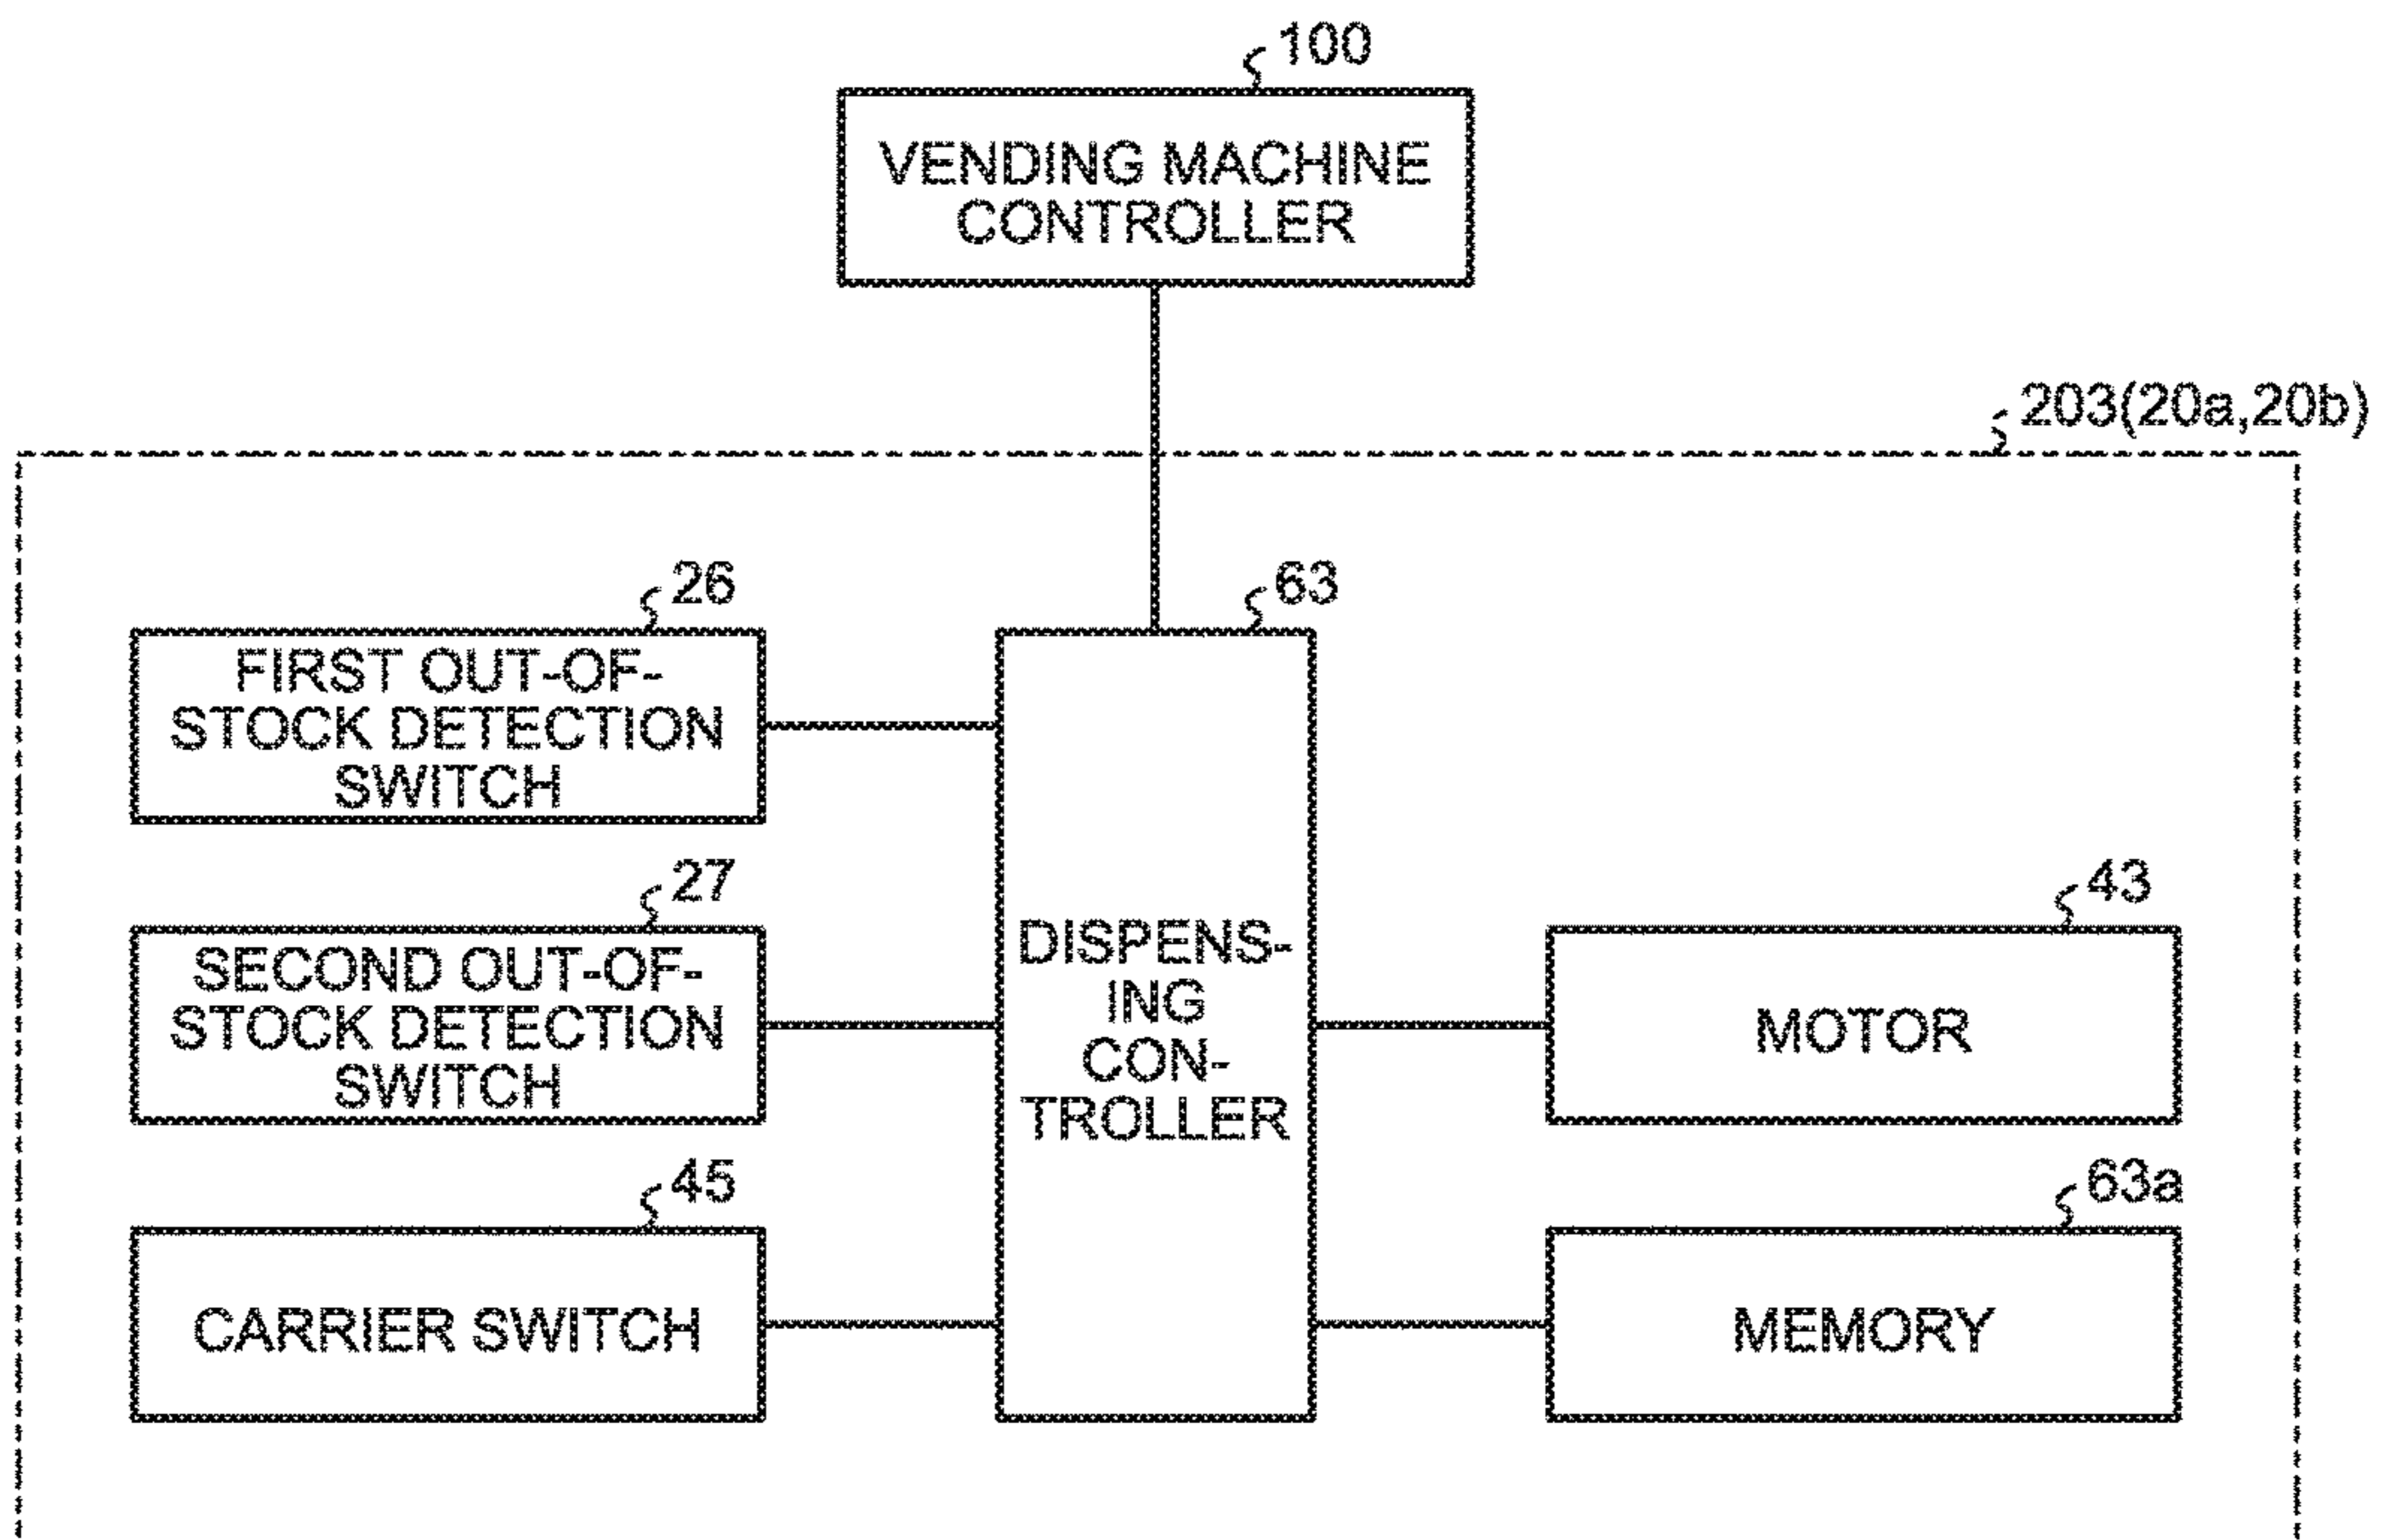 100
VENDING MACHINE
CONTROLLER
203(20a,20b)
26
FIRST OUT-OF-
STOCK DETECTION
SWITCH
27
SECOND OUT-OF-
STOCK DETECTION
SWITCH
45
CARRIER SWITCH
63
DISPENS-
ING
CON-
TROLLER
43
MOTOR
63a
MEMORY